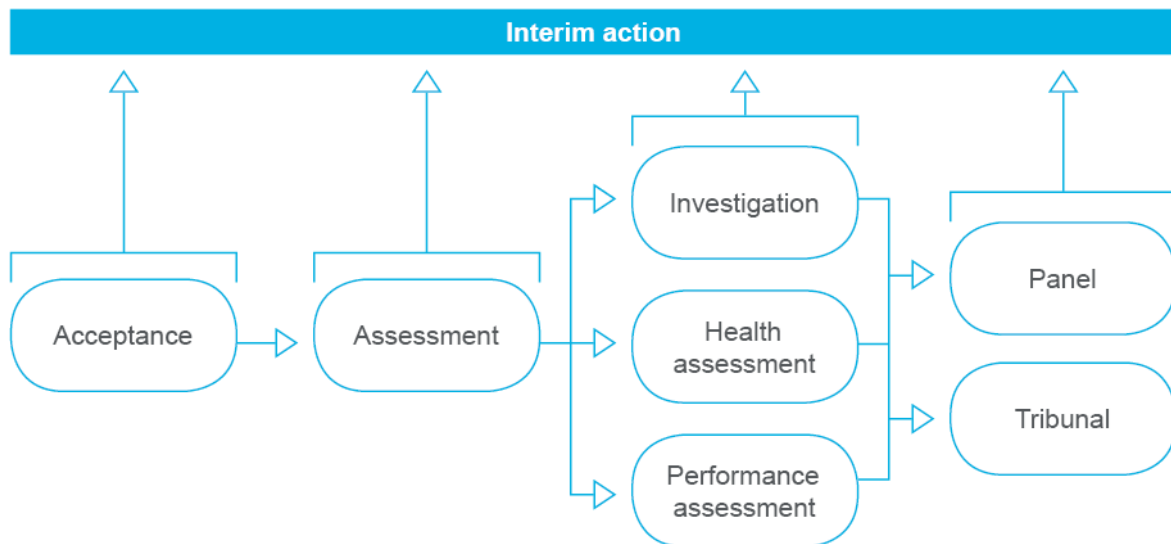 Interim action
Acceptance
Assessment
Investigation
Health
assessment
Performance
assessment
Panel
Tribunal